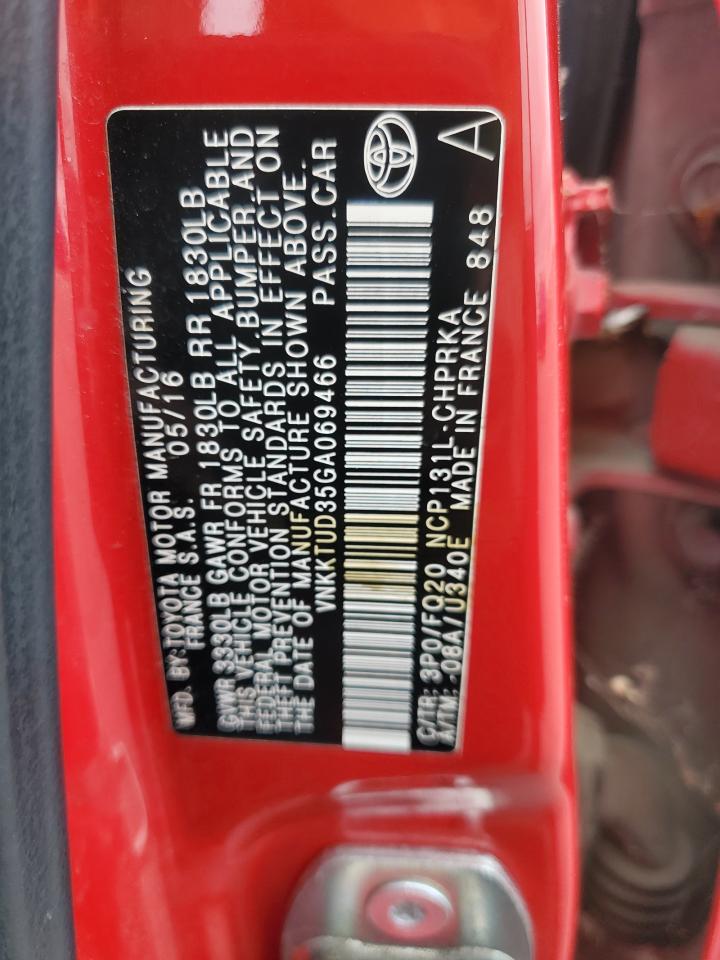 MFD. BY:TOYOTA MOTOR MANUFACTURING
FRANCE S.A.S. 05/16
GVWR 3330LB GAWR FR 1830LB RR 1830LB
THIS VEHICLE CONFORMS TO ALL APPLICABLE
FEDERAL MOTOR VEHICLE SAFETY, BUMPER,AND
THEFT PREVENTION STANDARDS IN EFFECT ON
THE DATE OF MANUFACTURE SHOWN ABOVE.
VNKKTUD35GA069466 PASS.CAR
C/TR: 3P0/FQ20 NCP131L-CHPRKA
A/TM: -08A/U340E MADE IN FRANCE 848
A